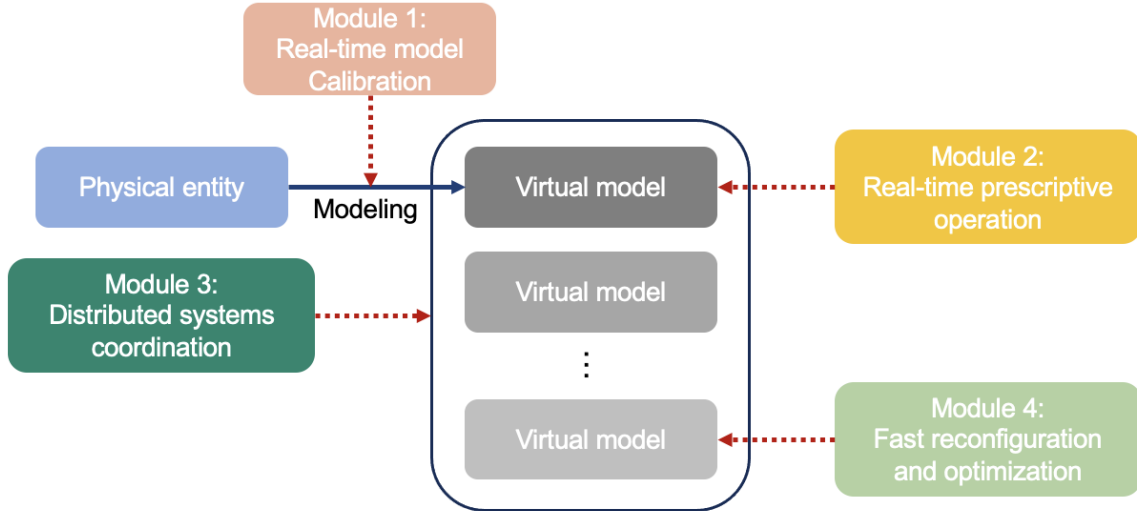 Module 1:
Real-time model
Calibration
Physical entity
Modeling
Virtual model
Module 2:
Real-time prescriptive
operation
Module 3:
Distributed systems
coordination
Virtual model
⋮
Virtual model
Module 4:
Fast reconfiguration
and optimization